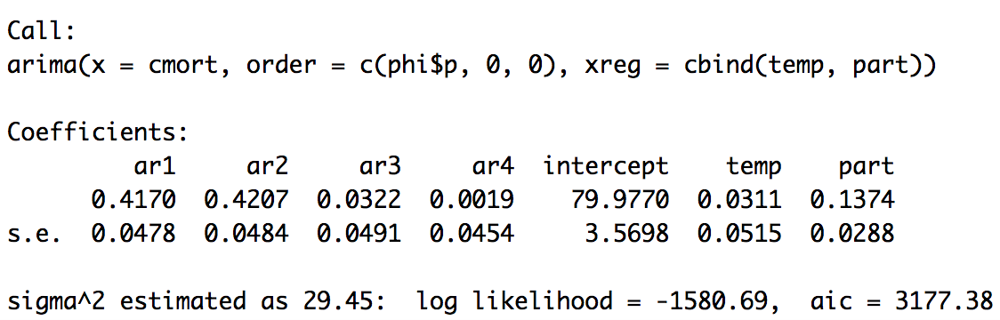 Call:
arima(x = cmort, order = c(phi$p, 0, 0), xreg = cbind(temp, part))
Coefficients:
ar1 ar2 ar3 ar4 intercept temp part
0.4170 0.4207 0.0322 0.0019 79.9770 0.0311 0.1374
s.e. 0.0478 0.0484 0.0491 0.0454 3.5698 0.0515 0.0288
sigma^2 estimated as 29.45: log likelihood = -1580.69, aic = 3177.38